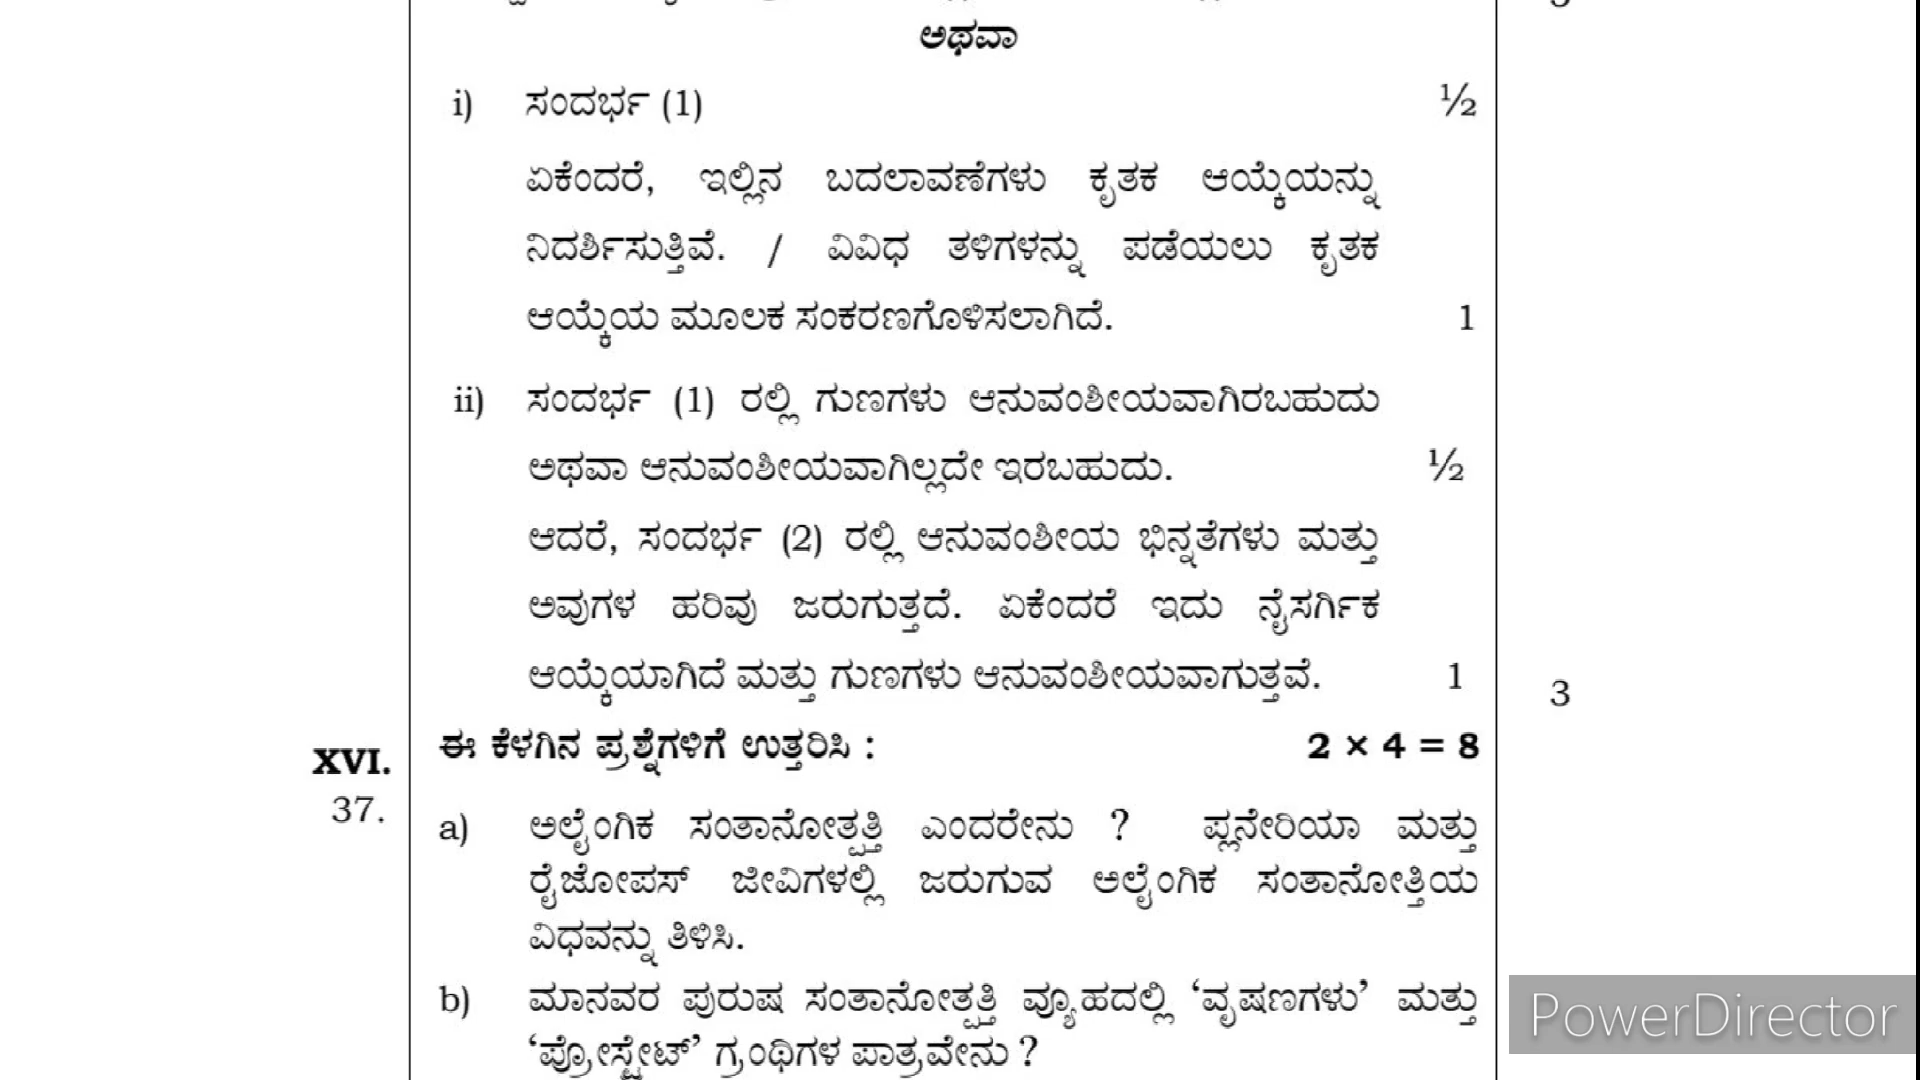 ಅಥವಾ
i) ಸಂದರ್ಭ (1) ½
ಏಕೆಂದರೆ, ಇಲ್ಲಿನ ಬದಲಾವಣೆಗಳು ಕೃತಕ ಆಯ್ಕೆಯನ್ನು
ನಿದರ್ಶಿಸುತ್ತಿವೆ. / ವಿವಿಧ ತಳಿಗಳನ್ನು ಪಡೆಯಲು ಕೃತಕ
ಆಯ್ಕೆಯ ಮೂಲಕ ಸಂಕರಣಗೊಳಿಸಲಾಗಿದೆ. 1
ii) ಸಂದರ್ಭ (1) ರಲ್ಲಿ ಗುಣಗಳು ಆನುವಂಶೀಯವಾಗಿರಬಹುದು
ಅಥವಾ ಆನುವಂಶೀಯವಾಗಿಲ್ಲದೇ ಇರಬಹುದು. ½
ಆದರೆ, ಸಂದರ್ಭ (2) ರಲ್ಲಿ ಆನುವಂಶೀಯ ಭಿನ್ನತೆಗಳು ಮತ್ತು
ಅವುಗಳ ಹರಿವು ಜರುಗುತ್ತದೆ. ಏಕೆಂದರೆ ಇದು ನೈಸರ್ಗಿಕ
ಆಯ್ಕೆಯಾಗಿದೆ ಮತ್ತು ಗುಣಗಳು ಆನುವಂಶೀಯವಾಗುತ್ತವೆ. 1 3
XVI. ಈ ಕೆಳಗಿನ ಪ್ರಶ್ನೆಗಳಿಗೆ ಉತ್ತರಿಸಿ : 2 × 4 = 8
37. a) ಅಲೈಂಗಿಕ ಸಂತಾನೋತ್ಪತ್ತಿ ಎಂದರೇನು ? ಪ್ಲನೇರಿಯಾ ಮತ್ತು
ರೈಜೋಪಸ್ ಜೀವಿಗಳಲ್ಲಿ ಜರುಗುವ ಅಲೈಂಗಿಕ ಸಂತಾನೋತ್ತಿಯ
ವಿಧವನ್ನು ತಿಳಿಸಿ.
b) ಮಾನವರ ಪುರುಷ ಸಂತಾನೋತ್ಪತ್ತಿ ವ್ಯೂಹದಲ್ಲಿ ‘ವೃಷಣಗಳು’ ಮತ್ತು
‘ಪ್ರೋಸ್ಟೇಟ್’ ಗ್ರಂಥಿಗಳ ಪಾತ್ರವೇನು ?
PowerDirector